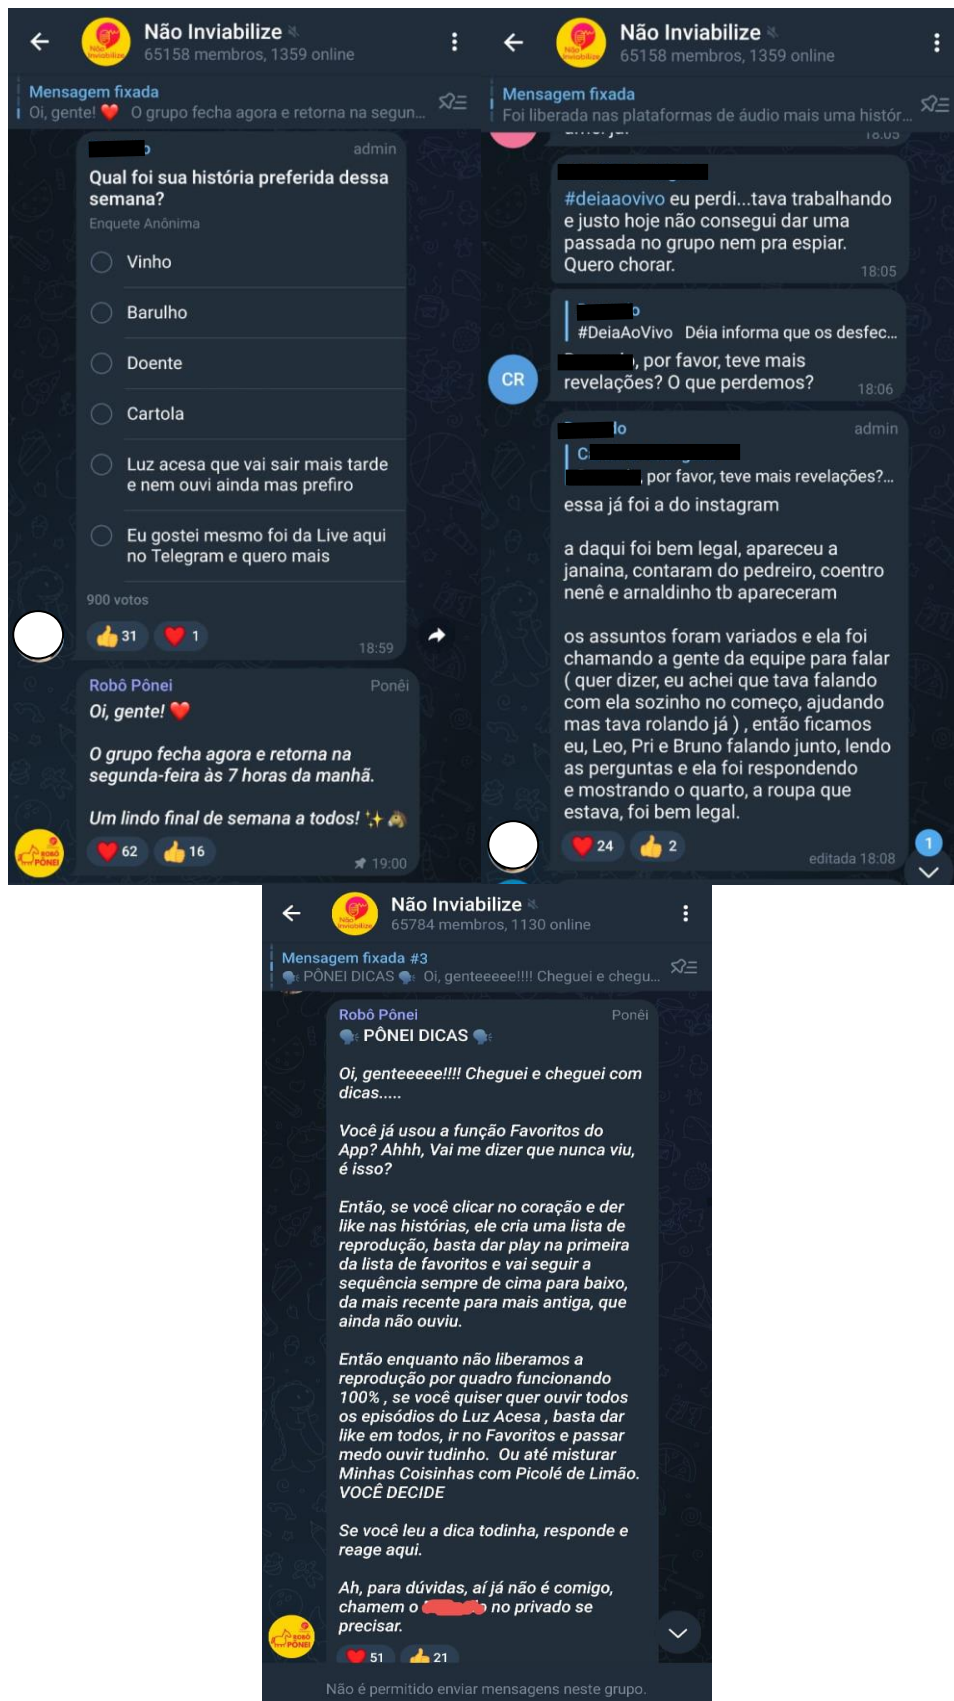 Não Inviabilize
65158 membros, 1359 online
Mensagem fixada
Oi, gente! ❤️ O grupo fecha agora e retorna na segun...
admin
Qual foi sua história preferida dessa
semana?
Enquete Anônima
Vinho
Barulho
Doente
Cartola
Luz acesa que vai sair mais tarde
e nem ouvi ainda mas prefiro
Eu gostei mesmo foi da Live aqui
no Telegram e quero mais
900 votos
👍 31 ❤️ 1
18:59
Robô Pônei
Ponêi
Oi, gente! ❤️
O grupo fecha agora e retorna na
segunda-feira às 7 horas da manhã.
Um lindo final de semana a todos! ✨🐴
❤️ 62 👍 16
19:00
ROBÔ
PÔNEI
Não Inviabilize
65158 membros, 1359 online
Mensagem fixada
Foi liberada nas plataformas de áudio mais uma histór...
18:05
#deiaaovivo eu perdi...tava trabalhando
e justo hoje não consegui dar uma
passada no grupo nem pra espiar.
Quero chorar.
18:05
#DeiaAoVivo Déia informa que os desfec...
, por favor, teve mais
revelações? O que perdemos?
18:06
CR
lo
admin
C
, por favor, teve mais revelações?...
essa já foi a do instagram
a daqui foi bem legal, apareceu a
janaina, contaram do pedreiro, coentro
nenê e arnaldinho tb apareceram
os assuntos foram variados e ela foi
chamando a gente da equipe para falar
( quer dizer, eu achei que tava falando
com ela sozinho no começo, ajudando
mas tava rolando já ) , então ficamos
eu, Leo, Pri e Bruno falando junto, lendo
as perguntas e ela foi respondendo
e mostrando o quarto, a roupa que
estava, foi bem legal.
❤️ 24 👍 2
editada 18:08
1
Não Inviabilize
65784 membros, 1130 online
Mensagem fixada #3
🗣 PÔNEI DICAS 🗣 Oi, genteeeee!!!! Cheguei e chegu...
Robô Pônei
Ponêi
🗣 PÔNEI DICAS 🗣
Oi, genteeeee!!!! Cheguei e cheguei com
dicas.....
Você já usou a função Favoritos do
App? Ahhh, Vai me dizer que nunca viu,
é isso?
Então, se você clicar no coração e der
like nas histórias, ele cria uma lista de
reprodução, basta dar play na primeira
da lista de favoritos e vai seguir a
sequência sempre de cima para baixo,
da mais recente para mais antiga, que
ainda não ouviu.
Então enquanto não liberamos a
reprodução por quadro funcionando
100% , se você quiser quer ouvir todos
os episódios do Luz Acesa , basta dar
like em todos, ir no Favoritos e passar
medo ouvir tudinho. Ou até misturar
Minhas Coisinhas com Picolé de Limão.
VOCÊ DECIDE
Se você leu a dica todinha, responde e
reage aqui.
Ah, para dúvidas, aí já não é comigo,
chamem o no privado se
precisar.
❤️ 51 👍 21
ROBÔ
PÔNEI
Não é permitido enviar mensagens neste grupo.